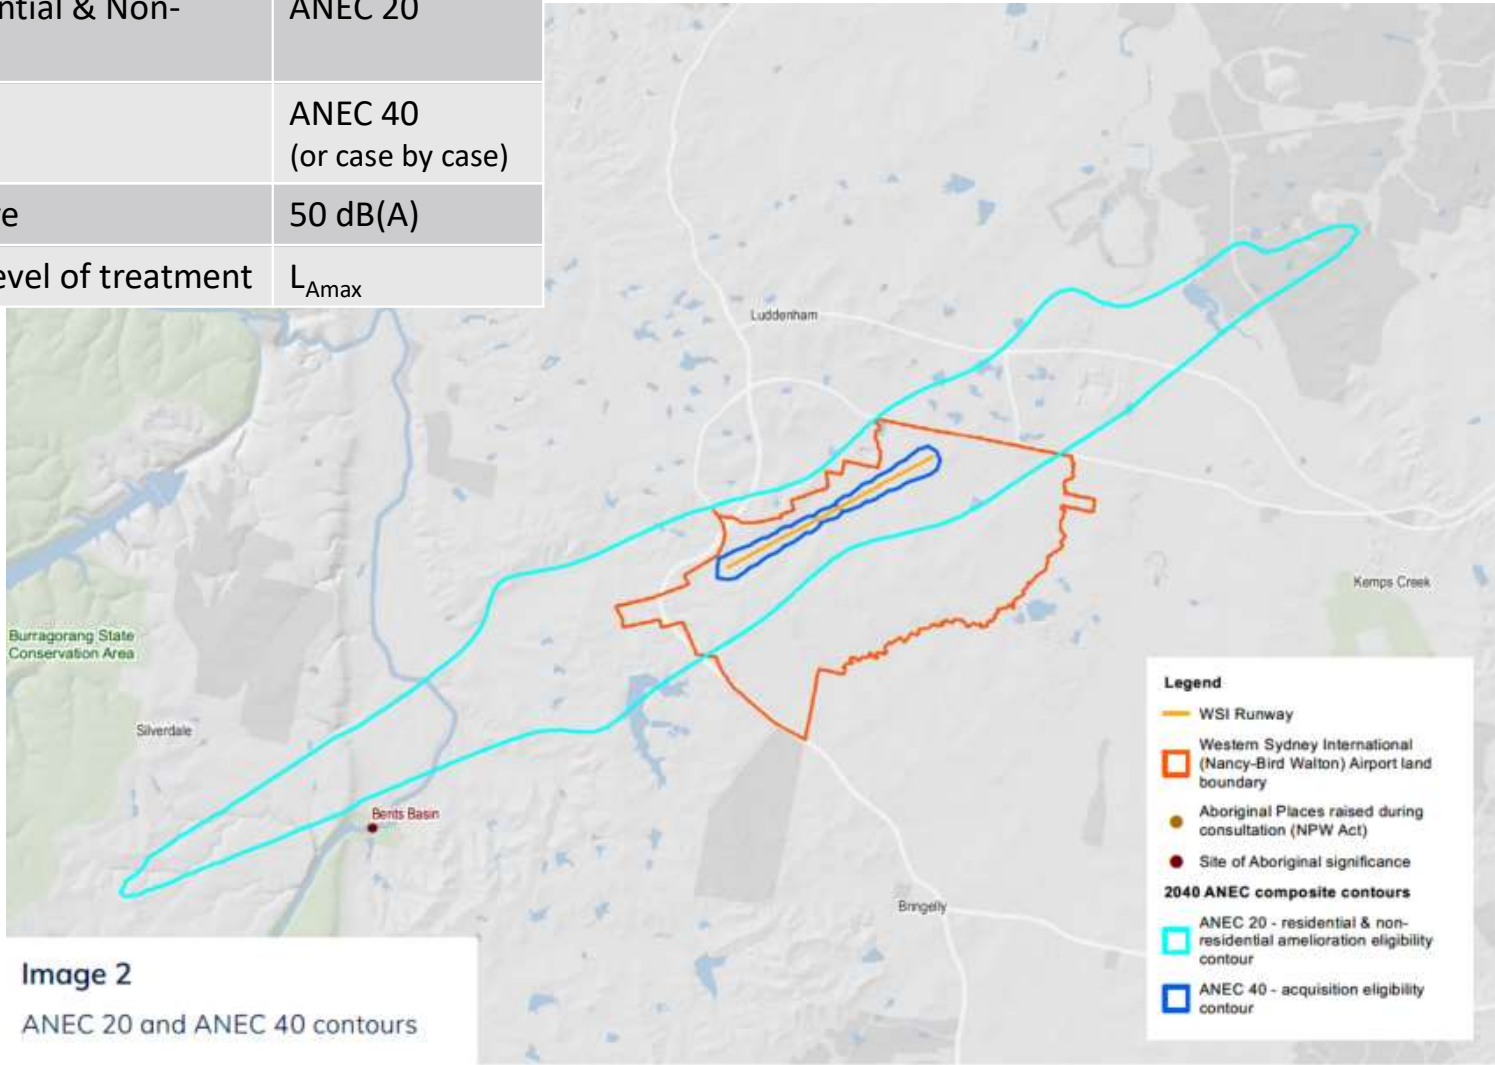 ntial & Non-
ANEC 20
ANEC 40
(or case by case)
e
50 dB(A)
evel of treatment
LAmax
Luddenham
Kemps Creek
Burragorang State
Conservation Area
Silverdale
Bents Basin
Bringelly
Legend
WSI Runway
Western Sydney International
(Nancy-Bird Walton) Airport land
boundary
Aboriginal Places raised during
consultation (NPW Act)
Site of Aboriginal significance
2040 ANEC composite contours
ANEC 20 - residential & non-
residential amelioration eligibility
contour
ANEC 40 - acquisition eligibility
contour
Image 2
ANEC 20 and ANEC 40 contours